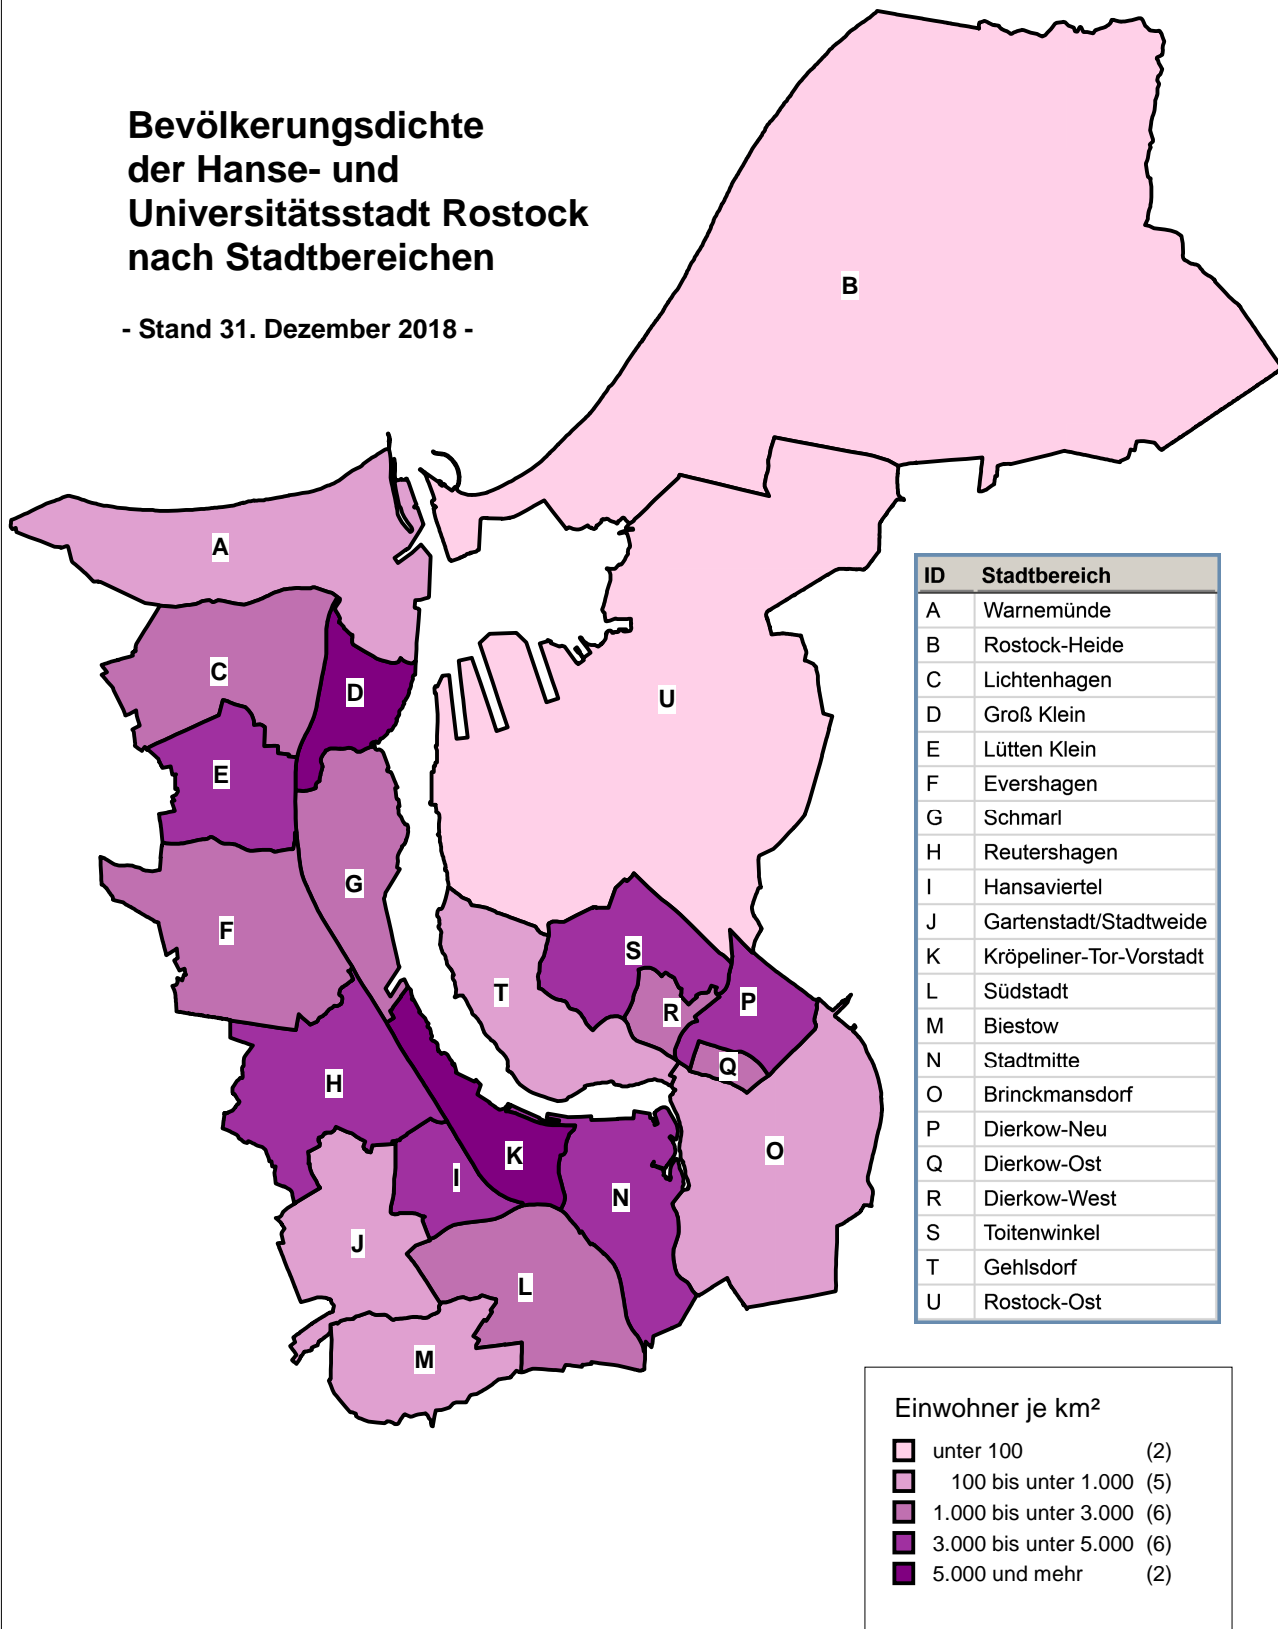 Bevölkerungsdichte
der Hanse- und
Universitätsstadt Rostock
nach Stadtbereichen
- Stand 31. Dezember 2018 -
B
A
C
D
U
E
G
F
S
T
P
R
Q
H
K
O
I
N
J
L
M
ID Stadtbereich
A Warnemünde
B Rostock-Heide
C Lichtenhagen
D Groß Klein
E Lütten Klein
F Evershagen
G Schmarl
H Reutershagen
I Hansaviertel
J Gartenstadt/Stadtweide
K Kröpeliner-Tor-Vorstadt
L Südstadt
M Biestow
N Stadtmitte
O Brinckmansdorf
P Dierkow-Neu
Q Dierkow-Ost
R Dierkow-West
S Toitenwinkel
T Gehlsdorf
U Rostock-Ost
Einwohner je km²
unter 100 (2)
100 bis unter 1.000 (5)
1.000 bis unter 3.000 (6)
3.000 bis unter 5.000 (6)
5.000 und mehr (2)